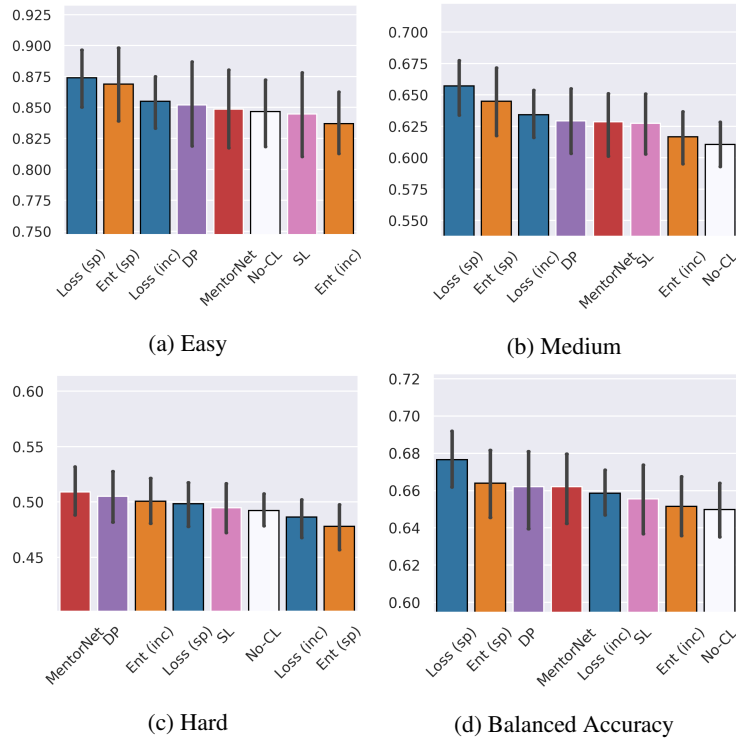 0.925
0.900
0.875
0.850
0.825
0.800
0.775
0.750
Loss (sp)
Ent (sp)
Loss (inc)
DP
MentorNet
No-CL
SL
Ent (inc)
(a) Easy
0.700
0.675
0.650
0.625
0.600
0.575
0.550
Loss (sp)
Ent (sp)
Loss (inc)
DP
MentorNet
SL
Ent (inc)
No-CL
(b) Medium
0.60
0.55
0.50
0.45
MentorNet
DP
Ent (inc)
Loss (sp)
SL
No-CL
Loss (inc)
Ent (sp)
(c) Hard
0.72
0.70
0.68
0.66
0.64
0.62
0.60
Loss (sp)
Ent (sp)
DP
MentorNet
Loss (inc)
SL
Ent (inc)
No-CL
(d) Balanced Accuracy